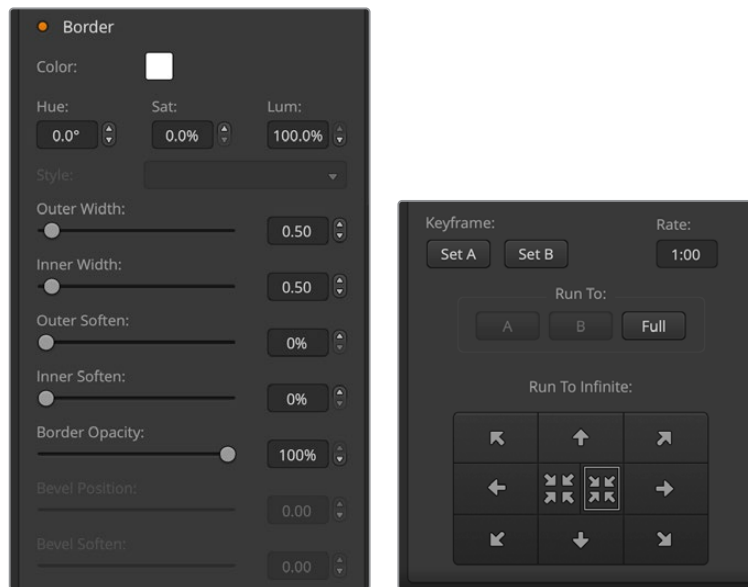 Border
Color:
Hue: Sat: Lum:
0.0° 0.0% 100.0%
Style:
Outer Width:
0.50
Inner Width:
0.50
Outer Soften:
0%
Inner Soften:
0%
Border Opacity:
100%
Bevel Position:
0.00
Bevel Soften:
0.00
Keyframe: Rate:
Set A Set B 1:00
Run To:
A B Full
Run To Infinite: